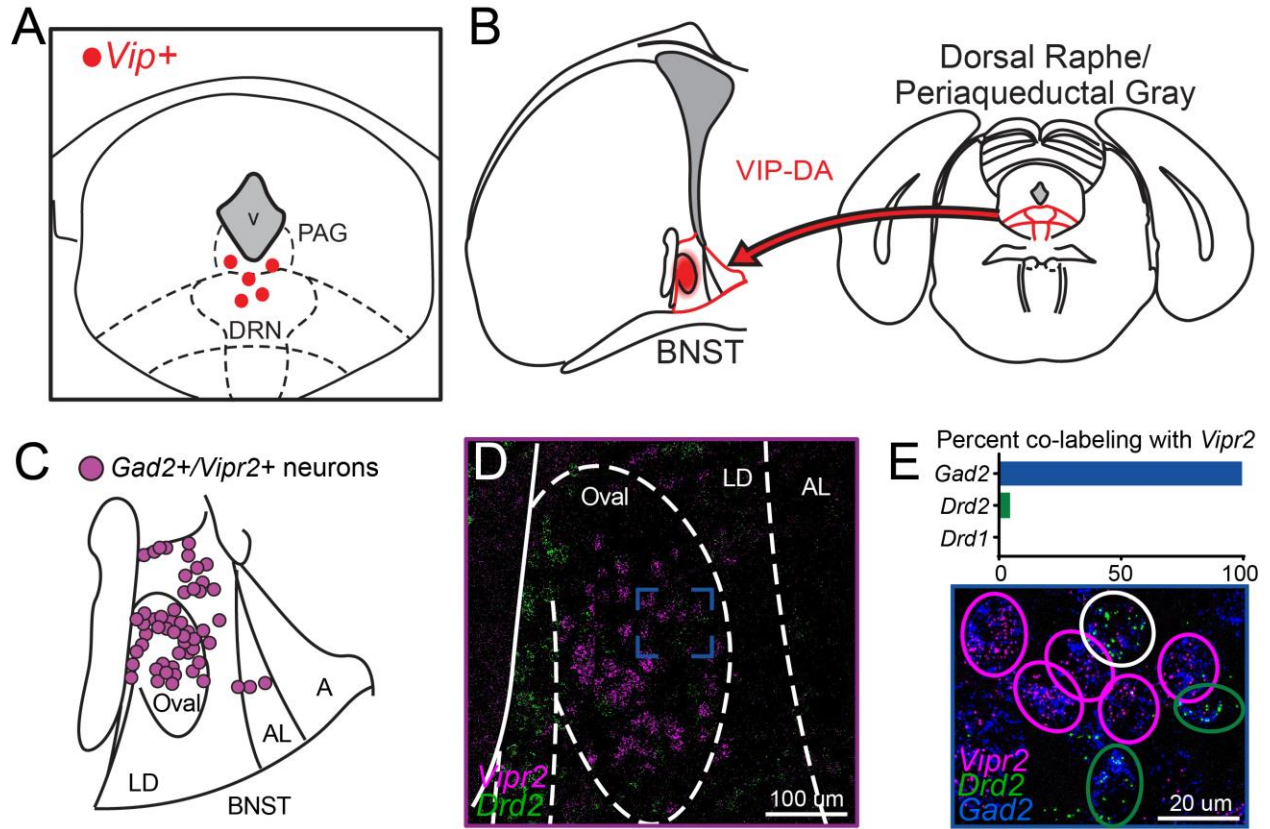 A
Vip+
v
PAG
DRN
B
Dorsal Raphe/
Periaqueductal Gray
VIP-DA
BNST
C
Gad2+/Vipr2+ neurons
Oval
A
AL
LD
BNST
D
Oval
LD
AL
Vipr2
Drd2
100 um
E
Percent co-labeling with Vipr2
Gad2
Drd2
Drd1
0
50
100
Vipr2
Drd2
Gad2
20 um